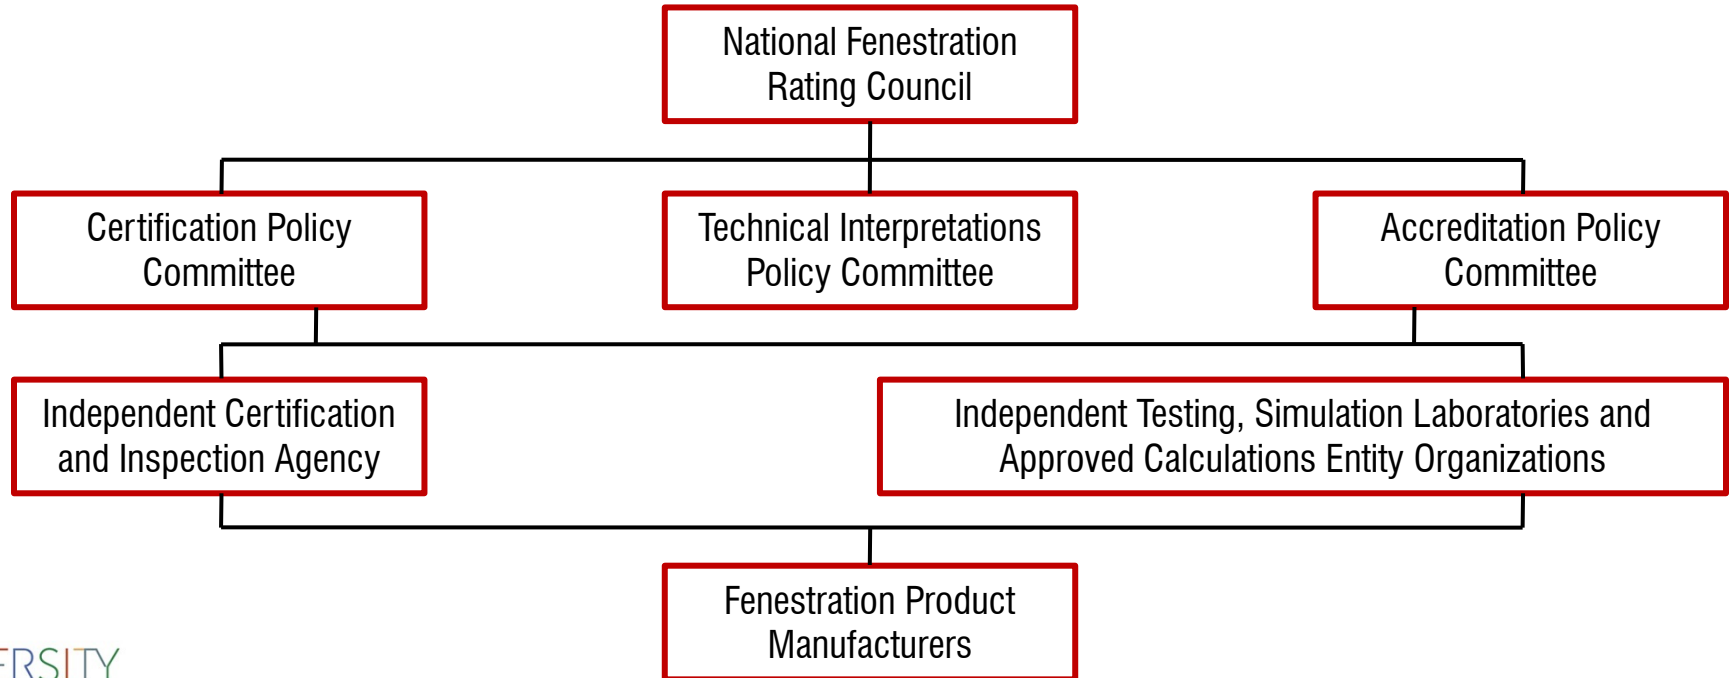 National Fenestration
Rating Council
Certification Policy
Committee
Technical Interpretations
Policy Committee
Accreditation Policy
Committee
Independent Certification
and Inspection Agency
Independent Testing, Simulation Laboratories and
Approved Calculations Entity Organizations
Fenestration Product
Manufacturers
ERSITY